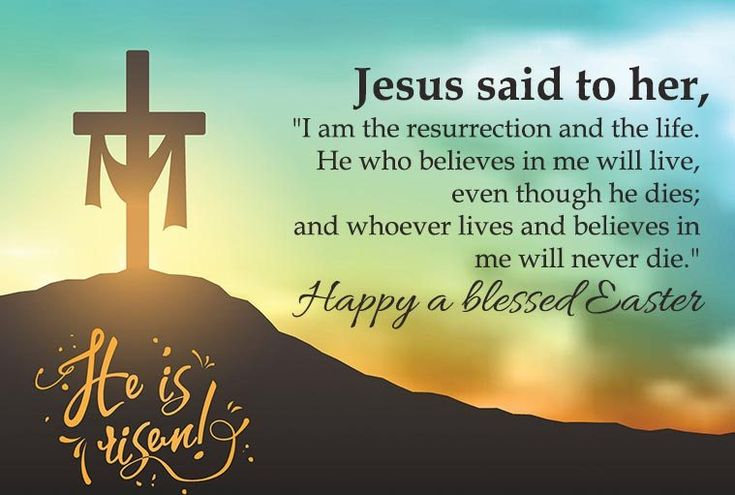 Jesus said to her,
"I am the resurrection and the life.
He who believes in me will live,
even though he dies;
and whoever lives and believes in
me will never die."
Happy a blessed Easter
He is
risen!